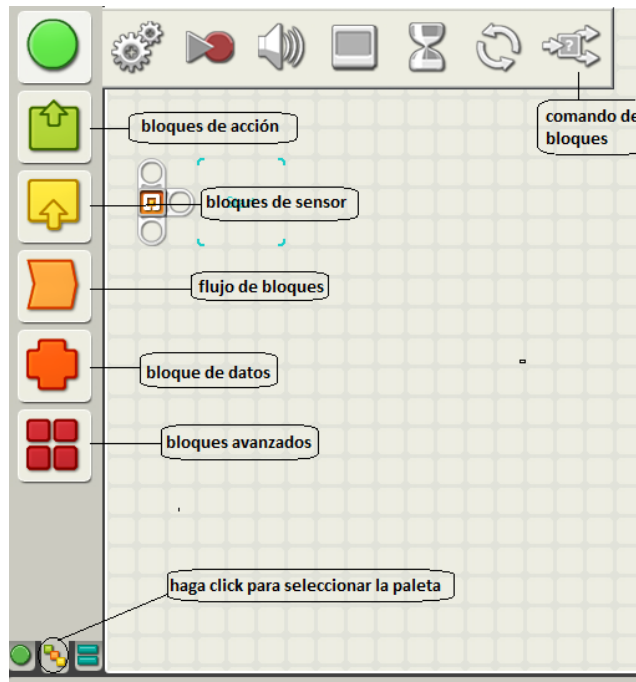 comando de
bloques
bloques de acción
bloques de sensor
flujo de bloques
bloque de datos
bloques avanzados
haga click para seleccionar la paleta